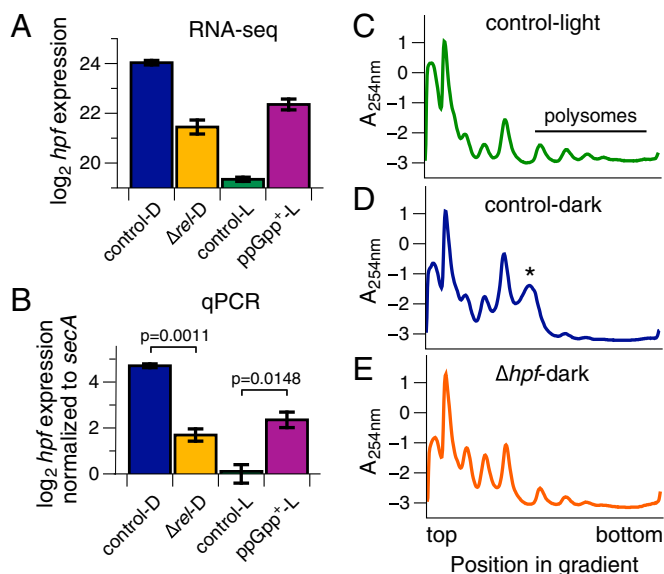 A
RNA-seq
log2 hpf expression
24
22
20
control-D
Δrel-D
control-L
ppGpp+-L
B
qPCR
log2 hpf expression
normalized to secA
p=0.0011
p=0.0148
4
2
0
control-D
Δrel-D
control-L
ppGpp+-L
C
control-light
A254nm
1
0
−1
−2
−3
polysomes
D
control-dark
A254nm
1
0
−1
−2
−3
*
E
Δhpf-dark
A254nm
1
0
−1
−2
−3
top
bottom
Position in gradient